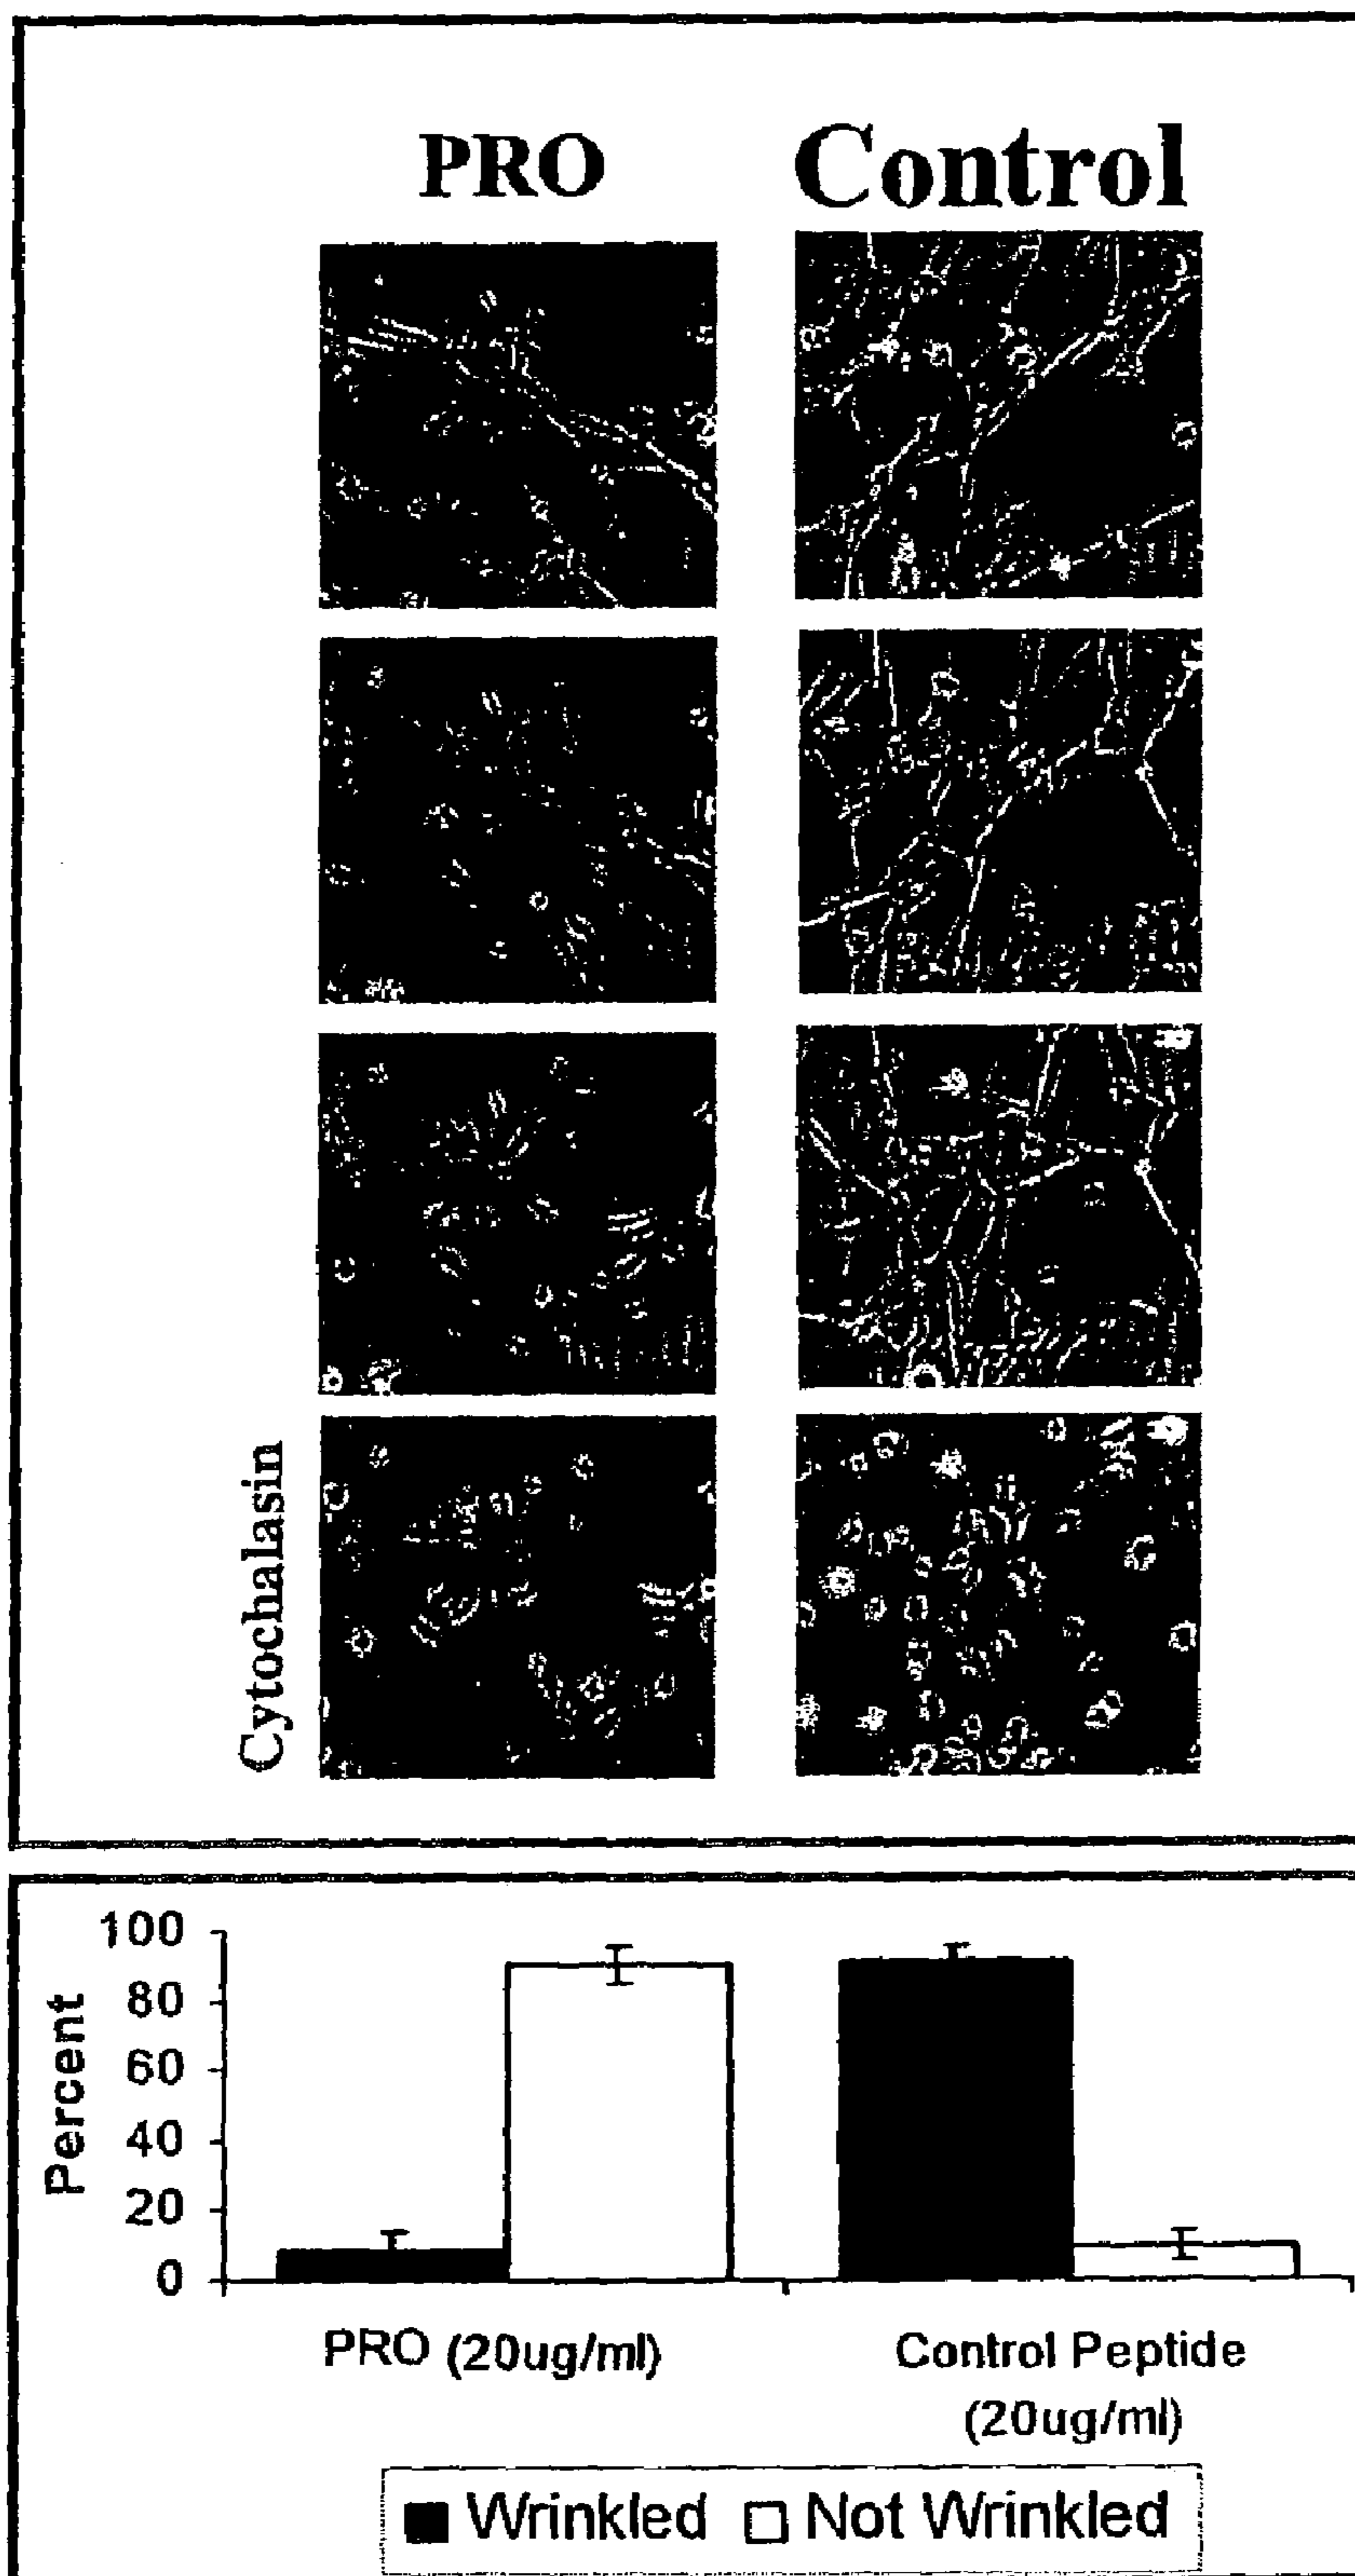 PRO Control
Cytochalasin
Percent
100
80
60
40
20
0
PRO (20ug/ml)
Control Peptide
(20ug/ml)
Wrinkled Not Wrinkled